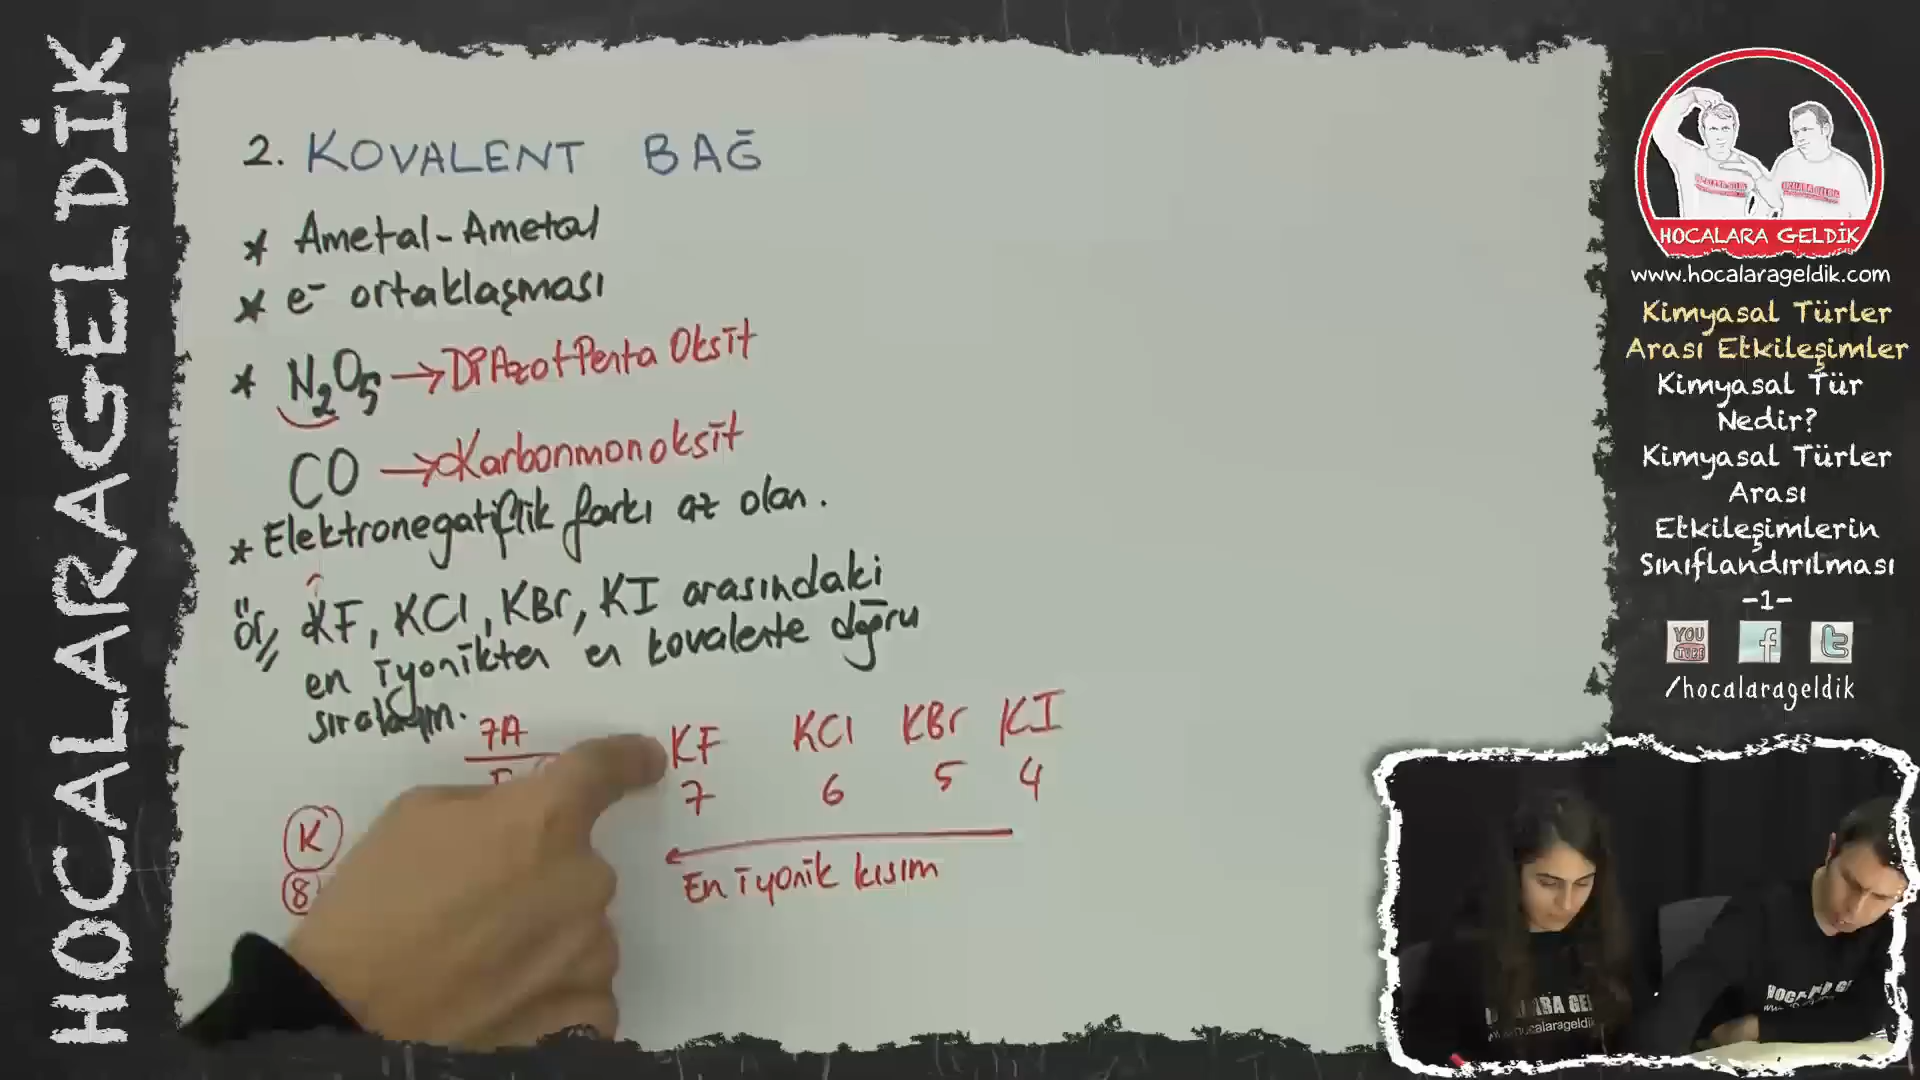 HOCALARAGELDİK
2. KOVALENT BAĞ
* Ametal-Ametal
* e⁻ ortaklaşması
* N₂O₅ → DiAzotPenta Oksit
CO → Karbonmonoksit
* Elektronegatiflik farkı az olan.
ör// KF, KCl, KBr, KI arasındaki
en iyonikten en kovalente doğru
sıralayın.
7A
KF KCl KBr KI
7 6 5 4
K
8
En iyonik kısım
HOCALARA GELDİK
www.hocalarageldik.com
Kimyasal Türler
Arası Etkileşimler
Kimyasal Tür
Nedir?
Kimyasal Türler
Arası
Etkileşimlerin
Sınıflandırılması
-1-
YOU
TUBE
/hocalarageldik